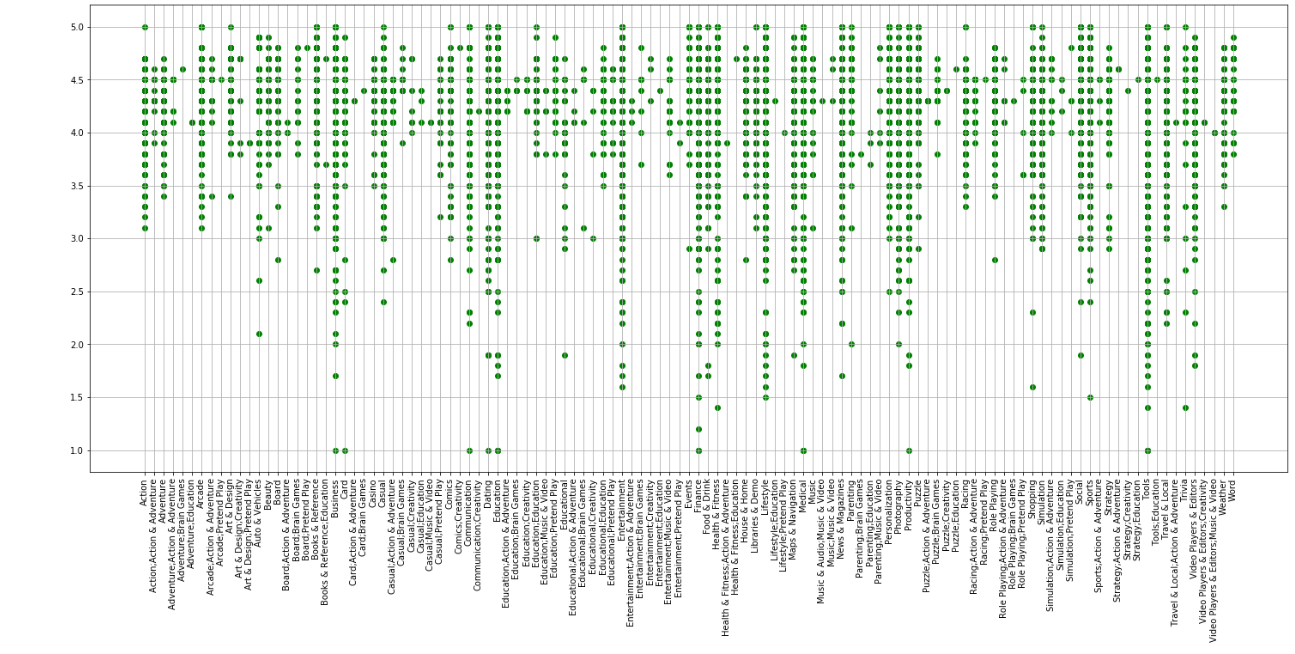 5.0
4.5
4.0
3.5
3.0
2.5
2.0
1.5
1.0
Action
Action;Action & Adventure
Adventure
Adventure;Action & Adventure
Adventure;Brain Games
Adventure;Education
Arcade
Arcade;Action & Adventure
Arcade;Pretend Play
Art & Design
Art & Design;Creativity
Art & Design;Pretend Play
Auto & Vehicles
Beauty
Board
Board;Action & Adventure
Board;Brain Games
Board;Pretend Play
Books & Reference
Books & Reference;Education
Business
Card
Card;Action & Adventure
Card;Brain Games
Casino
Casual
Casual;Action & Adventure
Casual;Brain Games
Casual;Creativity
Casual;Education
Casual;Music & Video
Casual;Pretend Play
Comics
Comics;Creativity
Communication
Communication;Creativity
Dating
Education
Education;Action & Adventure
Education;Brain Games
Education;Creativity
Education;Education
Education;Music & Video
Education;Pretend Play
Educational
Educational;Action & Adventure
Educational;Brain Games
Educational;Creativity
Educational;Education
Educational;Pretend Play
Entertainment
Entertainment;Action & Adventure
Entertainment;Brain Games
Entertainment;Creativity
Entertainment;Education
Entertainment;Music & Video
Entertainment;Pretend Play
Events
Finance
Food & Drink
Health & Fitness
Health & Fitness;Action & Adventure
Health & Fitness;Education
House & Home
Libraries & Demo
Lifestyle
Lifestyle;Education
Lifestyle;Pretend Play
Maps & Navigation
Medical
Music
Music & Audio;Music & Video
Music;Music & Video
News & Magazines
Parenting
Parenting;Brain Games
Parenting;Education
Parenting;Music & Video
Personalization
Photography
Productivity
Puzzle
Puzzle;Action & Adventure
Puzzle;Brain Games
Puzzle;Creativity
Puzzle;Education
Racing
Racing;Action & Adventure
Racing;Pretend Play
Role Playing
Role Playing;Action & Adventure
Role Playing;Brain Games
Role Playing;Pretend Play
Shopping
Simulation
Simulation;Action & Adventure
Simulation;Education
Simulation;Pretend Play
Social
Sports
Sports;Action & Adventure
Strategy
Strategy;Action & Adventure
Strategy;Creativity
Strategy;Education
Tools
Tools;Education
Travel & Local
Travel & Local;Action & Adventure
Trivia
Video Players & Editors
Video Players & Editors;Creativity
Video Players & Editors;Music & Video
Weather
Word